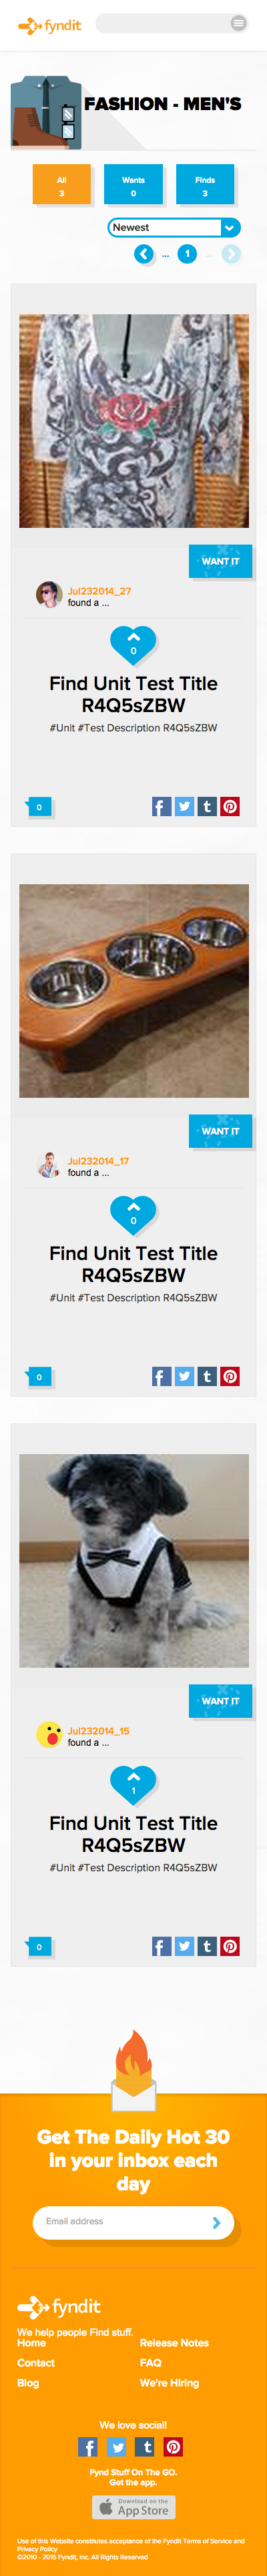 fyndit
FASHION - MEN'S
All
3
Wants
0
Finds
3
Newest
... 1 ...
WANT IT
Jul232014_27
found a ...
0
Find Unit Test Title
R4Q5sZBW
#Unit #Test Description R4Q5sZBW
0
WANT IT
Jul232014_17
found a ...
0
Find Unit Test Title
R4Q5sZBW
#Unit #Test Description R4Q5sZBW
0
WANT IT
Jul232014_15
found a ...
1
Find Unit Test Title
R4Q5sZBW
#Unit #Test Description R4Q5sZBW
0
Get The Daily Hot 30
in your inbox each
day
Email address
fyndit
We help people Find stuff.
Home
Release Notes
Contact
FAQ
Blog
We're Hiring
We love social!
Fynd Stuff On The GO.
Get the app.
Download on the
App Store
Use of this Website constitutes acceptance of the Fyndit Terms of Service and
Privacy Policy
©2010 - 2015 Fyndit, Inc. All Rights Reserved